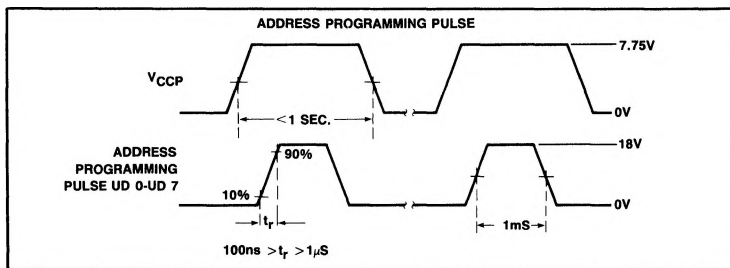 ADDRESS PROGRAMMING PULSE
7.75V
VCCP
0V
<1 SEC.
18V
ADDRESS
PROGRAMMING
PULSE UD 0-UD 7
90%
10%
0V
tr
1mS
100ns >tr >1μS